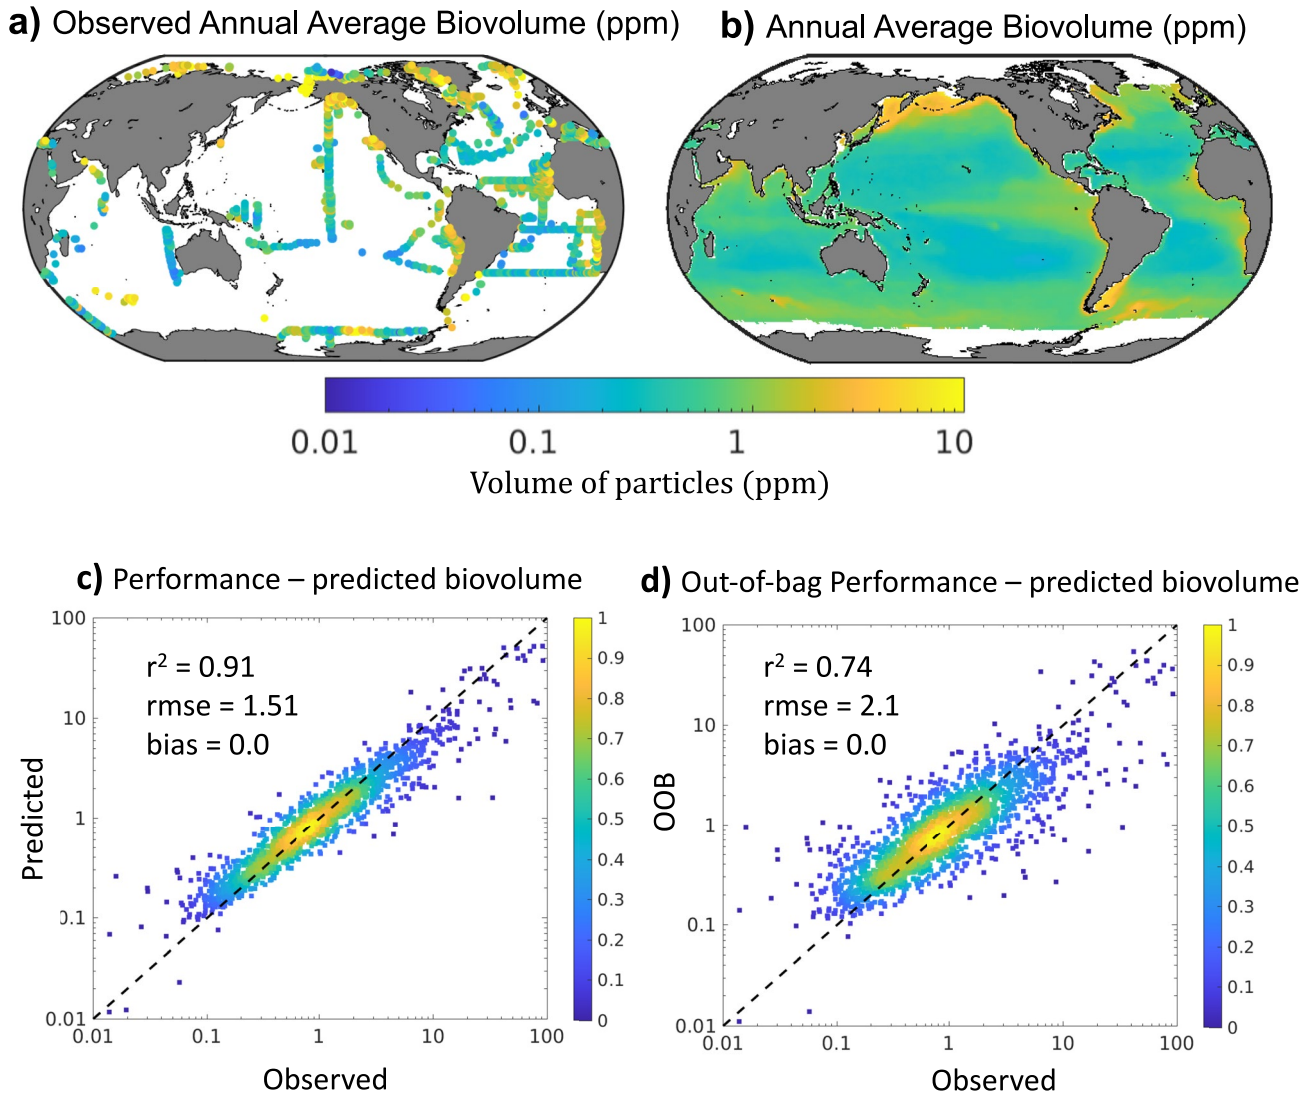 a) Observed Annual Average Biovolume (ppm)
b) Annual Average Biovolume (ppm)
0.01 0.1 1 10
Volume of particles (ppm)
c) Performance – predicted biovolume
r² = 0.91
rmse = 1.51
bias = 0.0
100
10
1
0.1
0.01
0.01 0.1 1 10 100
Predicted
Observed
1
0.9
0.8
0.7
0.6
0.5
0.4
0.3
0.2
0.1
0
d) Out-of-bag Performance – predicted biovolume
r² = 0.74
rmse = 2.1
bias = 0.0
100
10
1
0.1
0.01
0.01 0.1 1 10 100
OOB
Observed
1
0.9
0.8
0.7
0.6
0.5
0.4
0.3
0.2
0.1
0